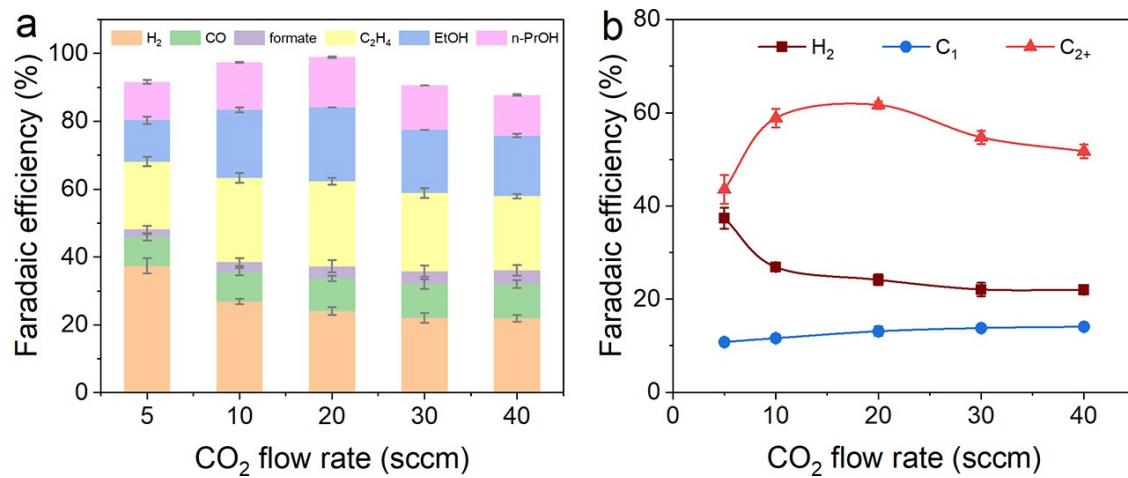 a
H₂ CO formate C₂H₄ EtOH n-PrOH
Faradaic efficiency (%)
100
80
60
40
20
0
5 10 20 30 40
CO₂ flow rate (sccm)
b
H₂ C₁ C₂₊
Faradaic efficiency (%)
80
60
40
20
0
0 10 20 30 40
CO₂ flow rate (sccm)